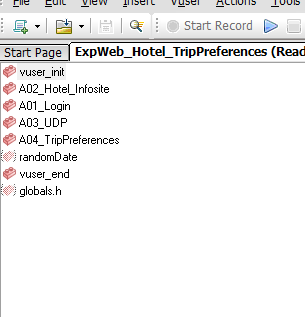 Edit View Insert Vuser Actions Tools
Start Record
Start Page ExpWeb_Hotel_TripPreferences (Read
vuser_init
A02_Hotel_Infosite
A01_Login
A03_UDP
A04_TripPreferences
randomDate
vuser_end
globals.h